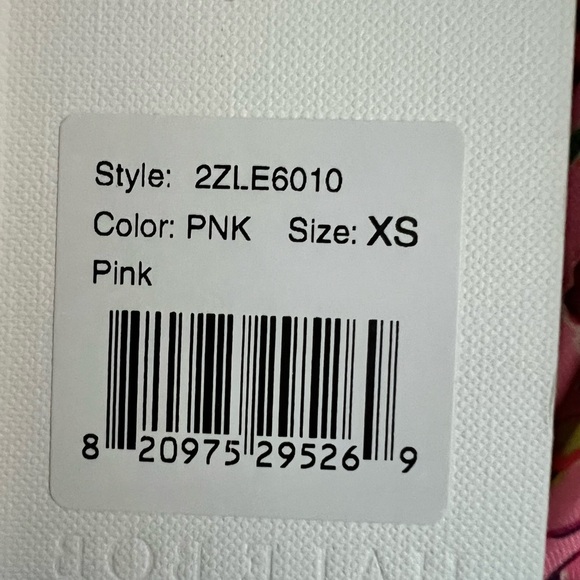 Style: 2ZLE6010
Color: PNK Size: XS
Pink
8 20975 29526 9